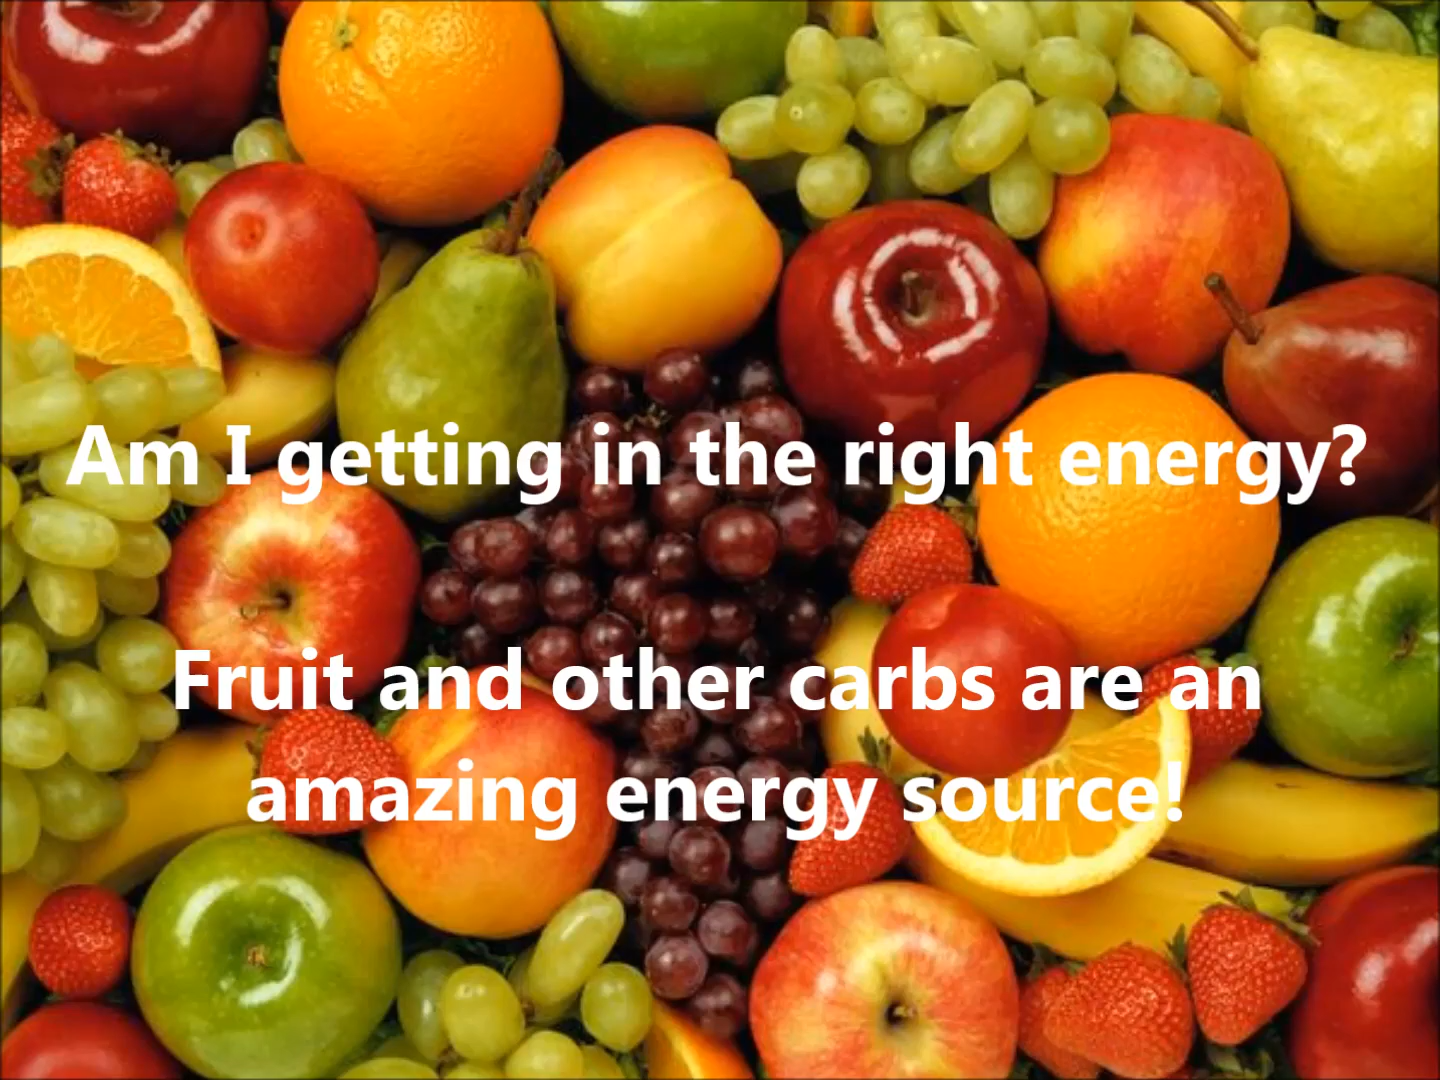 Am I getting in the right energy?
Fruit and other carbs are an
amazing energy source!